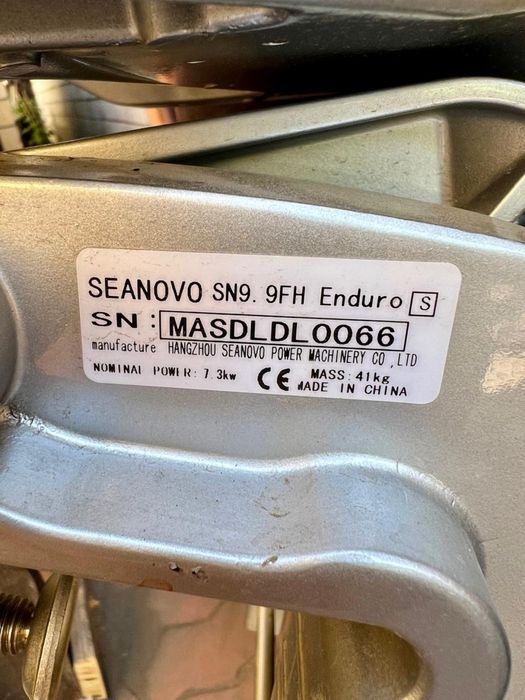 SEANOVO SN9.9FH Enduro S
SN: MASDLDL0066
manufacture HANGZHOU SEANOVO POWER MACHINERY CO.,LTD
NOMINAL POWER: 7.3kw CE MASS:41kg
MADE IN CHINA